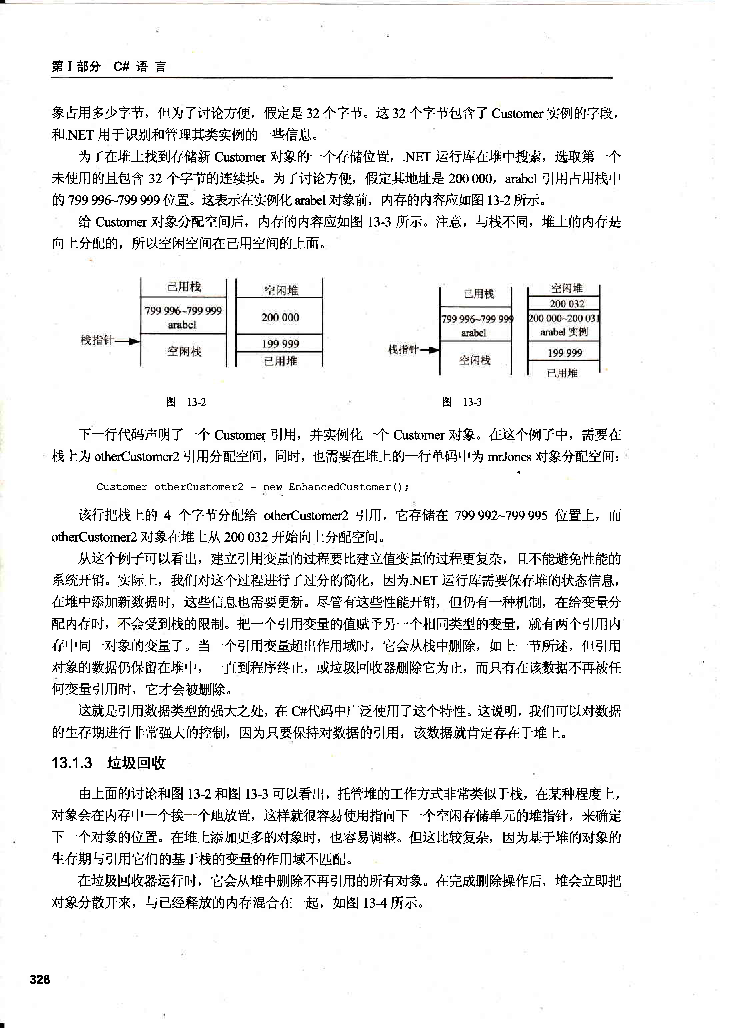 第Ⅰ部分 C# 语言
象占用多少字节，但为了讨论方便，假定是 32 个字节。这 32 个字节包含了 Customer 实例的字段，
和.NET 用于识别和管理其类实例的一些信息。
为了在堆上找到存储新 Customer 对象的一个存储位置，.NET 运行库在堆中搜索，选取第一个
未使用的且包含 32 个字节的连续块。为了讨论方便，假定其地址是 200 000，arabel 引用占用栈中
的 799 996~799 999 位置。这表示在实例化 arabel 对象前，内存的内容应如图 13-2 所示。
给 Customer 对象分配空间后，内存的内容应如图 13-3 所示。注意，与栈不同，堆上的内存是
向上分配的，所以空闲空间在已用空间的上面。
已用栈
799 996~799 999
arabel
栈指针
空闲栈
空闲堆
200 000
199 999
已用堆
图 13-2
已用栈
799 996~799 999
arabel
栈指针
空闲栈
空闲堆
200 032
200 000~200 031
arabel 实例
199 999
已用堆
图 13-3
下一行代码声明了一个 Customer 引用，并实例化一个 Customer 对象。在这个例子中，需要在
栈上为 otherCustomer2 引用分配空间，同时，也需要在堆上的一行单码中为 mrJones 对象分配空间：
Customer otherCustomer2 = new EnhancedCustomer();
该行把栈上的 4 个字节分配给 otherCustomer2 引用，它存储在 799 992~799 995 位置上，而
otherCustomer2 对象在堆上从 200 032 开始向上分配空间。
从这个例子可以看出，建立引用变量的过程要比建立值变量的过程更复杂，且不能避免性能的
系统开销。实际上，我们对这个过程进行了过分的简化，因为.NET 运行库需要保存堆的状态信息，
在堆中添加新数据时，这些信息也需要更新。尽管有这些性能开销，但仍有一种机制，在给变量分
配内存时，不会受到栈的限制。把一个引用变量的值赋予另一个相同类型的变量，就有两个引用内
存中同一对象的变量了。当一个引用变量超出作用域时，它会从栈中删除，如上一节所述，但引用
对象的数据仍保留在堆中，一直到程序终止，或垃圾回收器删除它为止，而只有在该数据不再被任
何变量引用时，它才会被删除。
这就是引用数据类型的强大之处，在 C#代码中广泛使用了这个特性。这说明，我们可以对数据
的生存期进行非常强大的控制，因为只要保持对数据的引用，该数据就肯定存在于堆上。
13.1.3 垃圾回收
由上面的讨论和图 13-2 和图 13-3 可以看出，托管堆的工作方式非常类似于栈，在某种程度上，
对象会在内存中一个挨一个地放置，这样就很容易使用指向下一个空闲存储单元的堆指针，来确定
下一个对象的位置。在堆上添加更多的对象时，也容易调整。但这比较复杂，因为基于堆的对象的
生存期与引用它们的基于栈的变量的作用域不匹配。
在垃圾回收器运行时，它会从堆中删除不再引用的所有对象。在完成删除操作后，堆会立即把
对象分散开来，与已经释放的内存混合在一起，如图 13-4 所示。
328